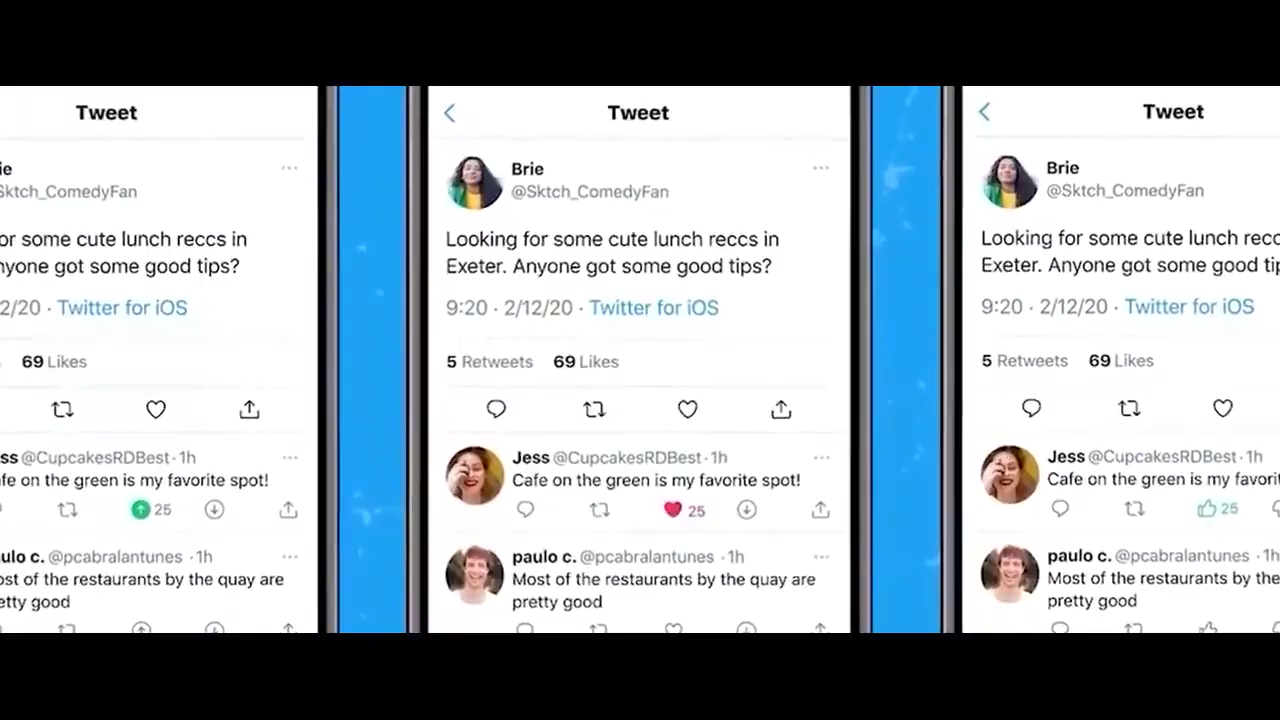 Tweet
ie
Sktch_ComedyFan
or some cute lunch reccs in
nyone got some good tips?
2/20 · Twitter for iOS
69 Likes
ss @CupcakesRDBest · 1h
afe on the green is my favorite spot!
25
ulo c. @pcabralantunes · 1h
ost of the restaurants by the quay are
etty good
Tweet
Brie
@Sktch_ComedyFan
Looking for some cute lunch reccs in
Exeter. Anyone got some good tips?
9:20 · 2/12/20 · Twitter for iOS
5 Retweets 69 Likes
Jess @CupcakesRDBest · 1h
Cafe on the green is my favorite spot!
25
paulo c. @pcabralantunes · 1h
Most of the restaurants by the quay are
pretty good
Tweet
Brie
@Sktch_ComedyFan
Looking for some cute lunch recc
Exeter. Anyone got some good tip
9:20 · 2/12/20 · Twitter for iOS
5 Retweets 69 Likes
Jess @CupcakesRDBest · 1h
Cafe on the green is my favorit
25
paulo c. @pcabralantunes · 1h
Most of the restaurants by the
pretty good